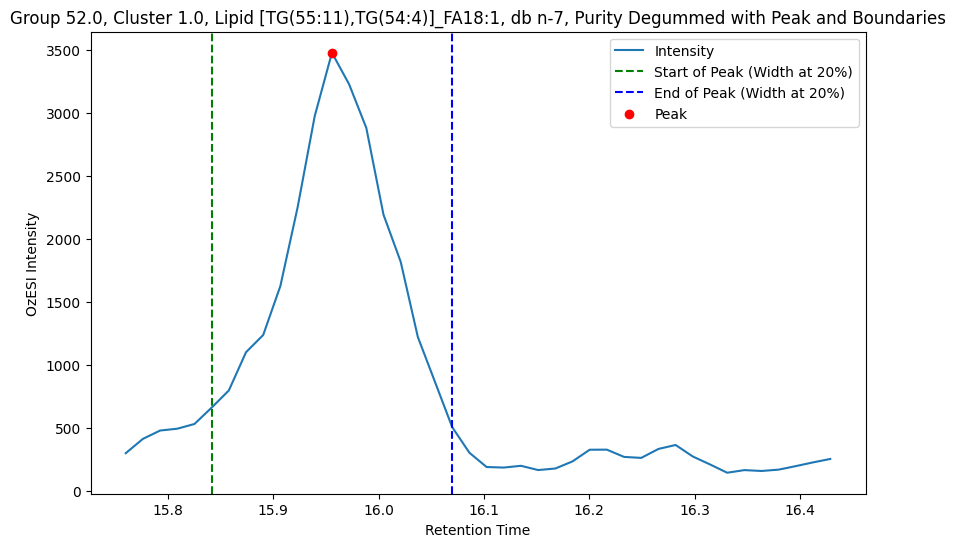 Group 52.0, Cluster 1.0, Lipid [TG(55:11),TG(54:4)]_FA18:1, db n-7, Purity Degummed with Peak and Boundaries
Intensity
Start of Peak (Width at 20%)
End of Peak (Width at 20%)
Peak
OzESI Intensity
3500
3000
2500
2000
1500
1000
500
0
15.8 15.9 16.0 16.1 16.2 16.3 16.4
Retention Time